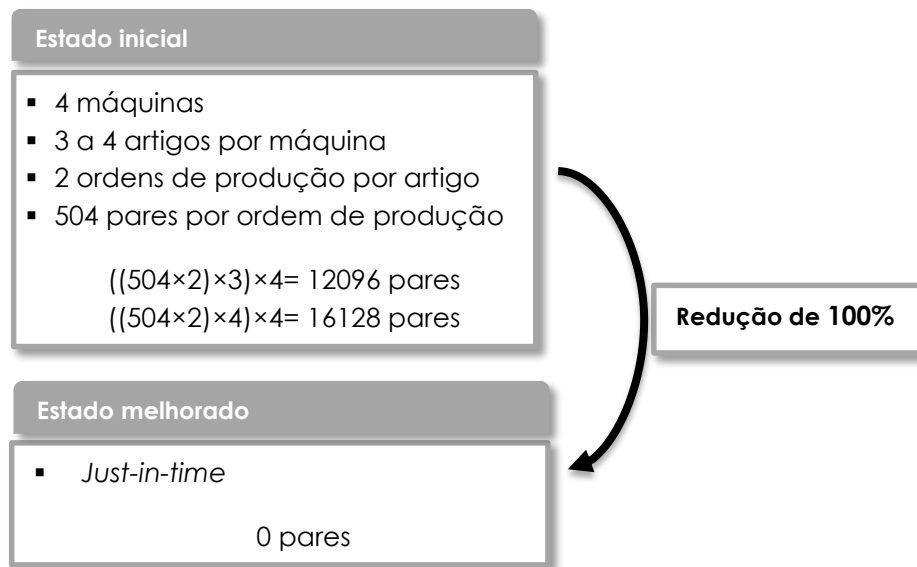 Estado inicial
▪ 4 máquinas
▪ 3 a 4 artigos por máquina
▪ 2 ordens de produção por artigo
▪ 504 pares por ordem de produção
((504×2)×3)×4= 12096 pares
((504×2)×4)×4= 16128 pares
Redução de 100%
Estado melhorado
▪ Just-in-time
0 pares